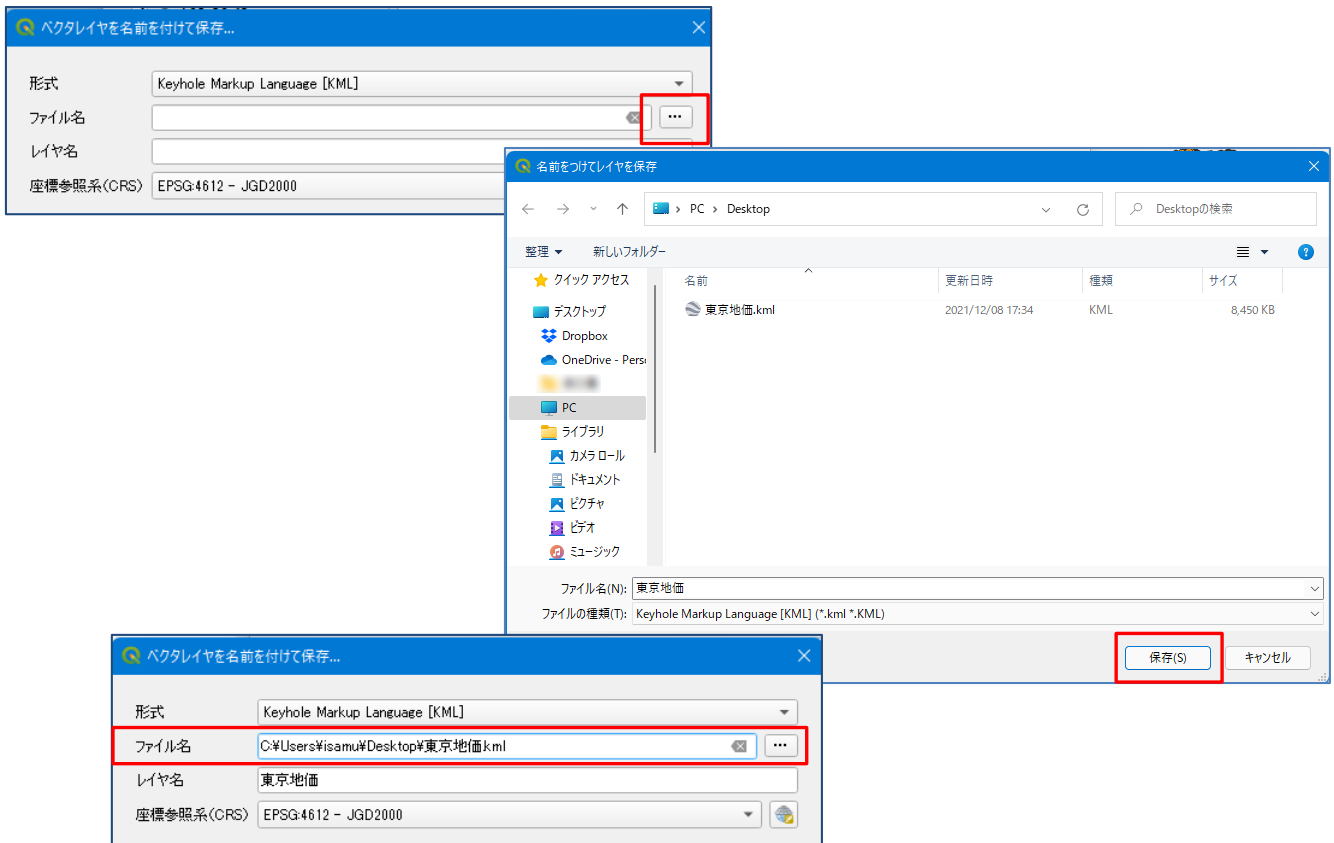 ベクタレイヤを名前を付けて保存...
形式 Keyhole Markup Language [KML]
ファイル名 ...
レイヤ名
座標参照系(CRS) EPSG:4612 - JGD2000
名前をつけてレイヤを保存
PC › Desktop Desktopの検索
整理 新しいフォルダー
名前 更新日時 種類 サイズ
東京地価.kml 2021/12/08 17:34 KML 8,450 KB
クイック アクセス
デスクトップ
Dropbox
OneDrive - Perso
PC
ライブラリ
カメラ ロール
ドキュメント
ピクチャ
ビデオ
ミュージック
ファイル名(N): 東京地価
ファイルの種類(T): Keyhole Markup Language [KML] (*.kml *.KML)
保存(S) キャンセル
ベクタレイヤを名前を付けて保存...
形式 Keyhole Markup Language [KML]
ファイル名 C:¥Users¥isamu¥Desktop¥東京地価.kml ...
レイヤ名 東京地価
座標参照系(CRS) EPSG:4612 - JGD2000